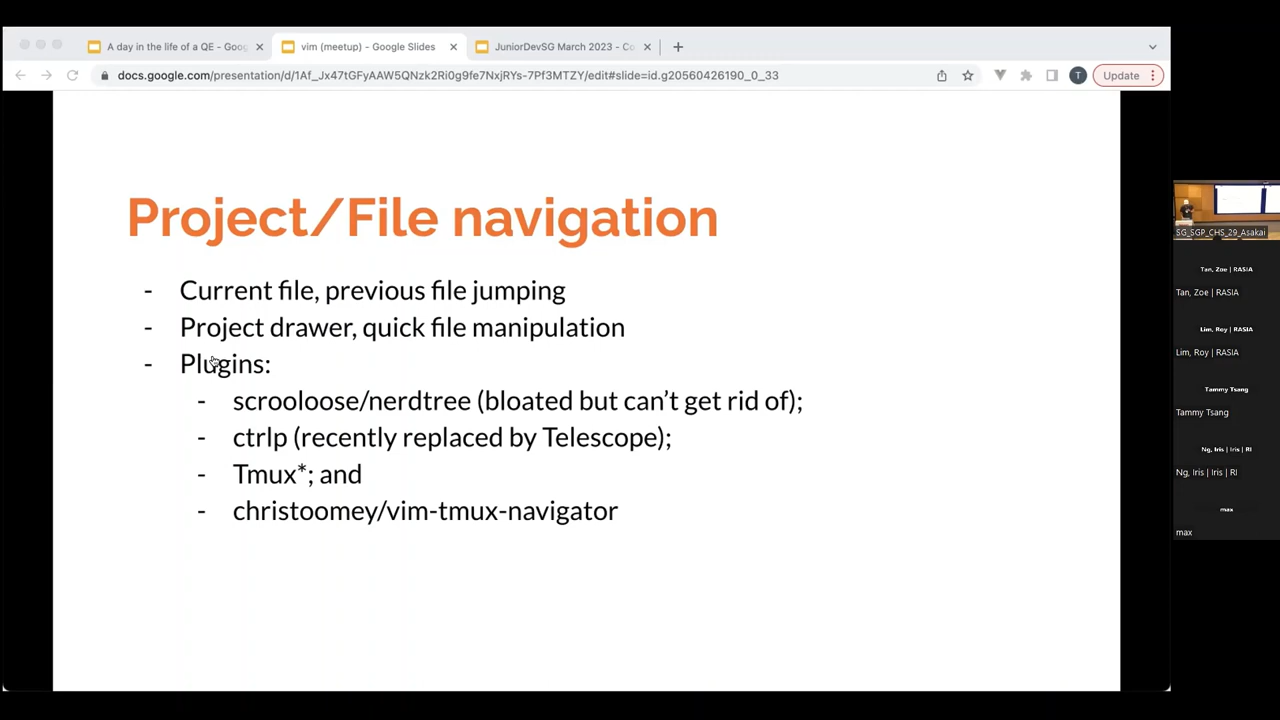 A day in the life of a QE - Goog
vim (meetup) - Google Slides
JuniorDevSG March 2023 - Co
docs.google.com/presentation/d/1Af_Jx47tGFyAAW5QNzk2Ri0g9fe7NxjRYs-7Pf3MTZY/edit#slide=id.g20560426190_0_33
T
Update
Project/File navigation
- Current file, previous file jumping
- Project drawer, quick file manipulation
- Plugins:
- scrooloose/nerdtree (bloated but can’t get rid of);
- ctrlp (recently replaced by Telescope);
- Tmux*; and
- christoomey/vim-tmux-navigator
SG_SGP_CHS_29_Asakai
Tan, Zoe | RASIA
Tan, Zoe | RASIA
Lim, Roy | RASIA
Lim, Roy | RASIA
Tammy Tsang
Tammy Tsang
Ng, Iris | Iris | RI
Ng, Iris | Iris | RI
max
max